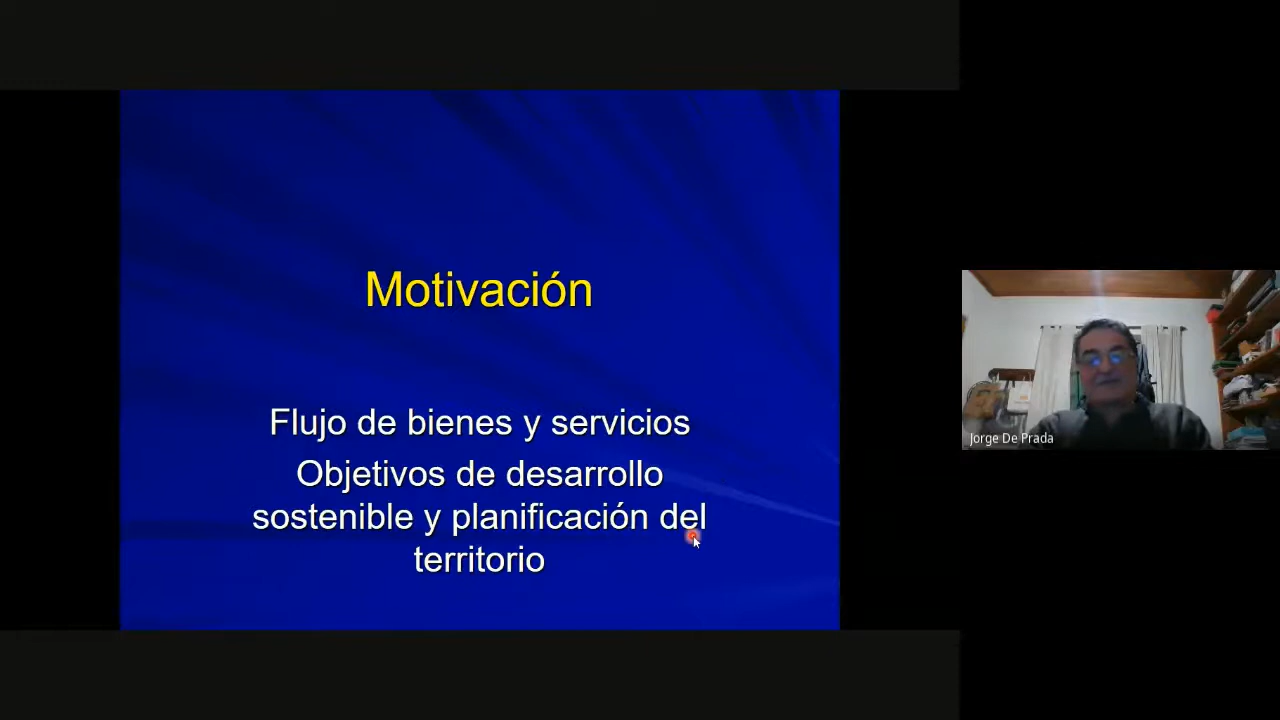 Motivación
Flujo de bienes y servicios
Objetivos de desarrollo
sostenible y planificación del
territorio
Jorge De Prada